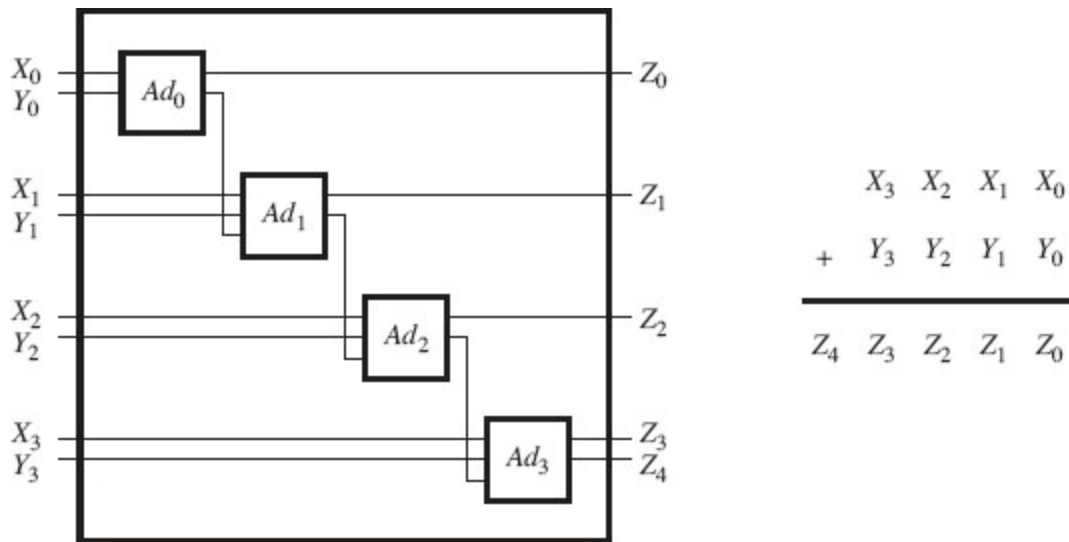 X₀
Y₀
Ad₀
Z₀
X₁
Y₁
Ad₁
Z₁
X₂
Y₂
Ad₂
Z₂
X₃
Y₃
Ad₃
Z₃
Z₄
X₃ X₂ X₁ X₀
+ Y₃ Y₂ Y₁ Y₀
Z₄ Z₃ Z₂ Z₁ Z₀